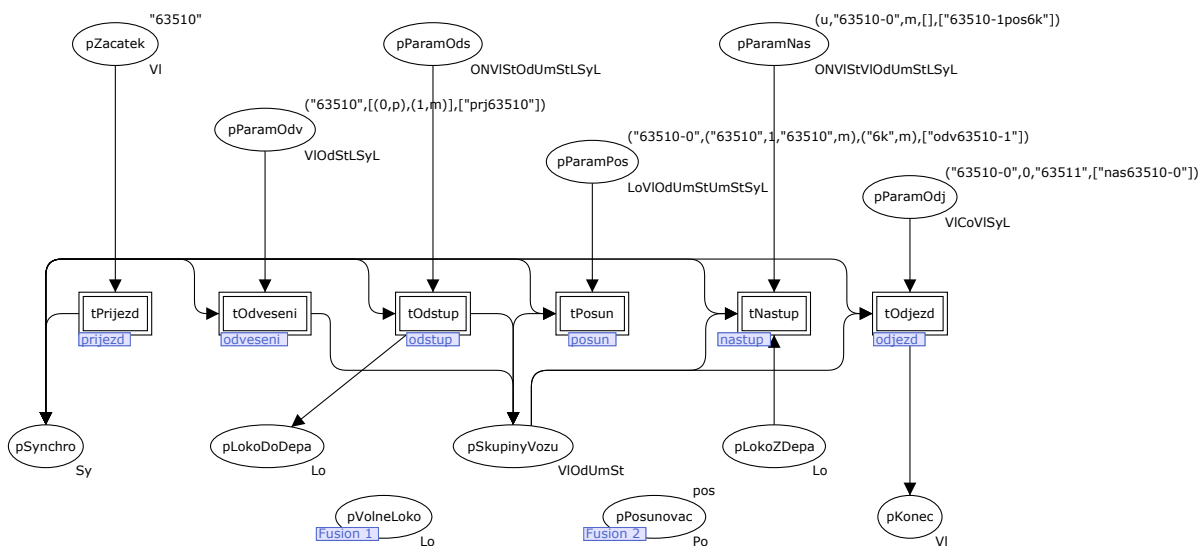 "63510"
(u,"63510-0",m,[],["63510-1pos6k"])
pZacatek
pParamOds
pParamNas
Vl
ONVlStOdUmStLSyL
ONVlStVlOdUmStLSyL
("63510",[(0,p),(1,m)],["prj63510"])
pParamOdv
("63510-0",("63510",1,"63510",m),("6k",m),["odv63510-1"])
VlOdStLSyL
pParamPos
("63510-0",0,"63511",["nas63510-0"])
LoVlOdUmStUmStSyL
pParamOdj
VlCoVlSyL
tPrijezd
tOdveseni
tOdstup
tPosun
tNastup
tOdjezd
prijezd
odveseni
odstup
posun
nastup
odjezd
pSynchro
pLokoDoDepa
pSkupinyVozu
pLokoZDepa
Sy
Lo
VlOdUmSt
Lo
pos
pVolneLoko
pPosunovac
pKonec
Fusion 1
Fusion 2
Lo
Po
Vl